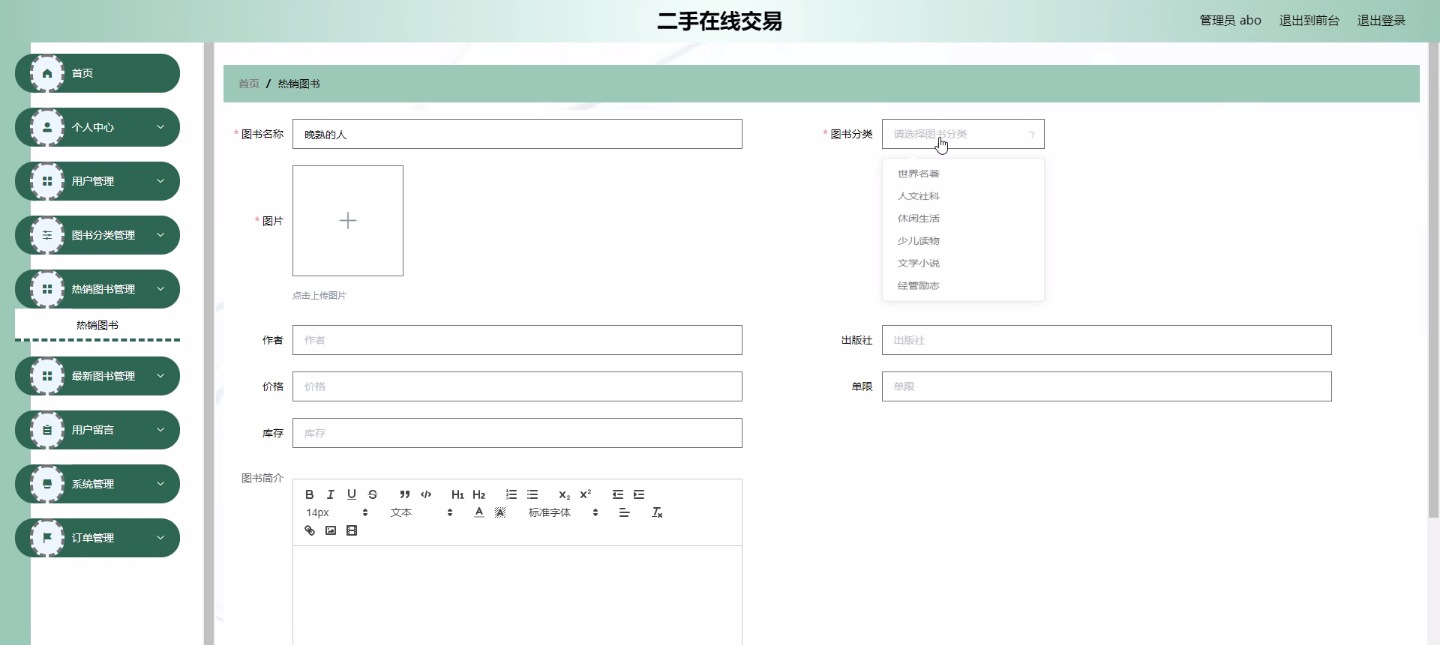 二手在线交易
管理员 abo 退出到前台 退出登录
首页
个人中心
用户管理
图书分类管理
热销图书管理
热销图书
最新图书管理
用户留言
系统管理
订单管理
首页 / 热销图书
* 图书名称 晚熟的人
* 图书分类 请选择图书分类
世界名著
人文社科
休闲生活
少儿读物
文学小说
经管励志
* 图片
点击上传图片
作者 作者
出版社 出版社
价格 价格
单限 单限
库存 库存
图书简介
B I U S H1 H2 X2 X2
14px 文本 A A 标准字体 Tx